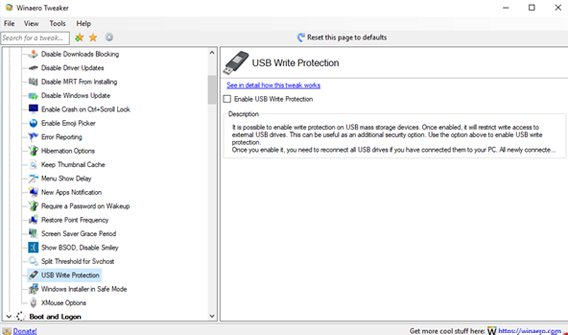 Winaero Tweaker
File View Tools Help
Search for a tweak...
Reset this page to defaults
Disable Downloads Blocking
Disable Driver Updates
Disable MRT From Installing
Disable Windows Update
Enable Crash on Ctrl+Scroll Lock
Enable Emoji Picker
Error Reporting
Hibernation Options
Keep Thumbnail Cache
Menu Show Delay
New Apps Notification
Require a Password on Wakeup
Restore Point Frequency
Screen Saver Grace Period
Show BSOD, Disable Smiley
Split Threshold for Svchost
USB Write Protection
Windows Installer in Safe Mode
XMouse Options
Boot and Logon
USB Write Protection
See in detail how this tweak works
Enable USB Write Protection
Description
It is possible to enable write protection on USB mass storage devices. Once enabled, it will restrict write access to
external USB drives. This can be useful as an additional security option. Use the option above to enable USB write
protection.
Once you enable it, you need to reconnect all USB drives if you have connected them to your PC. All newly connecte...
Donate!
Get more cool stuff here: W https://winaero.com